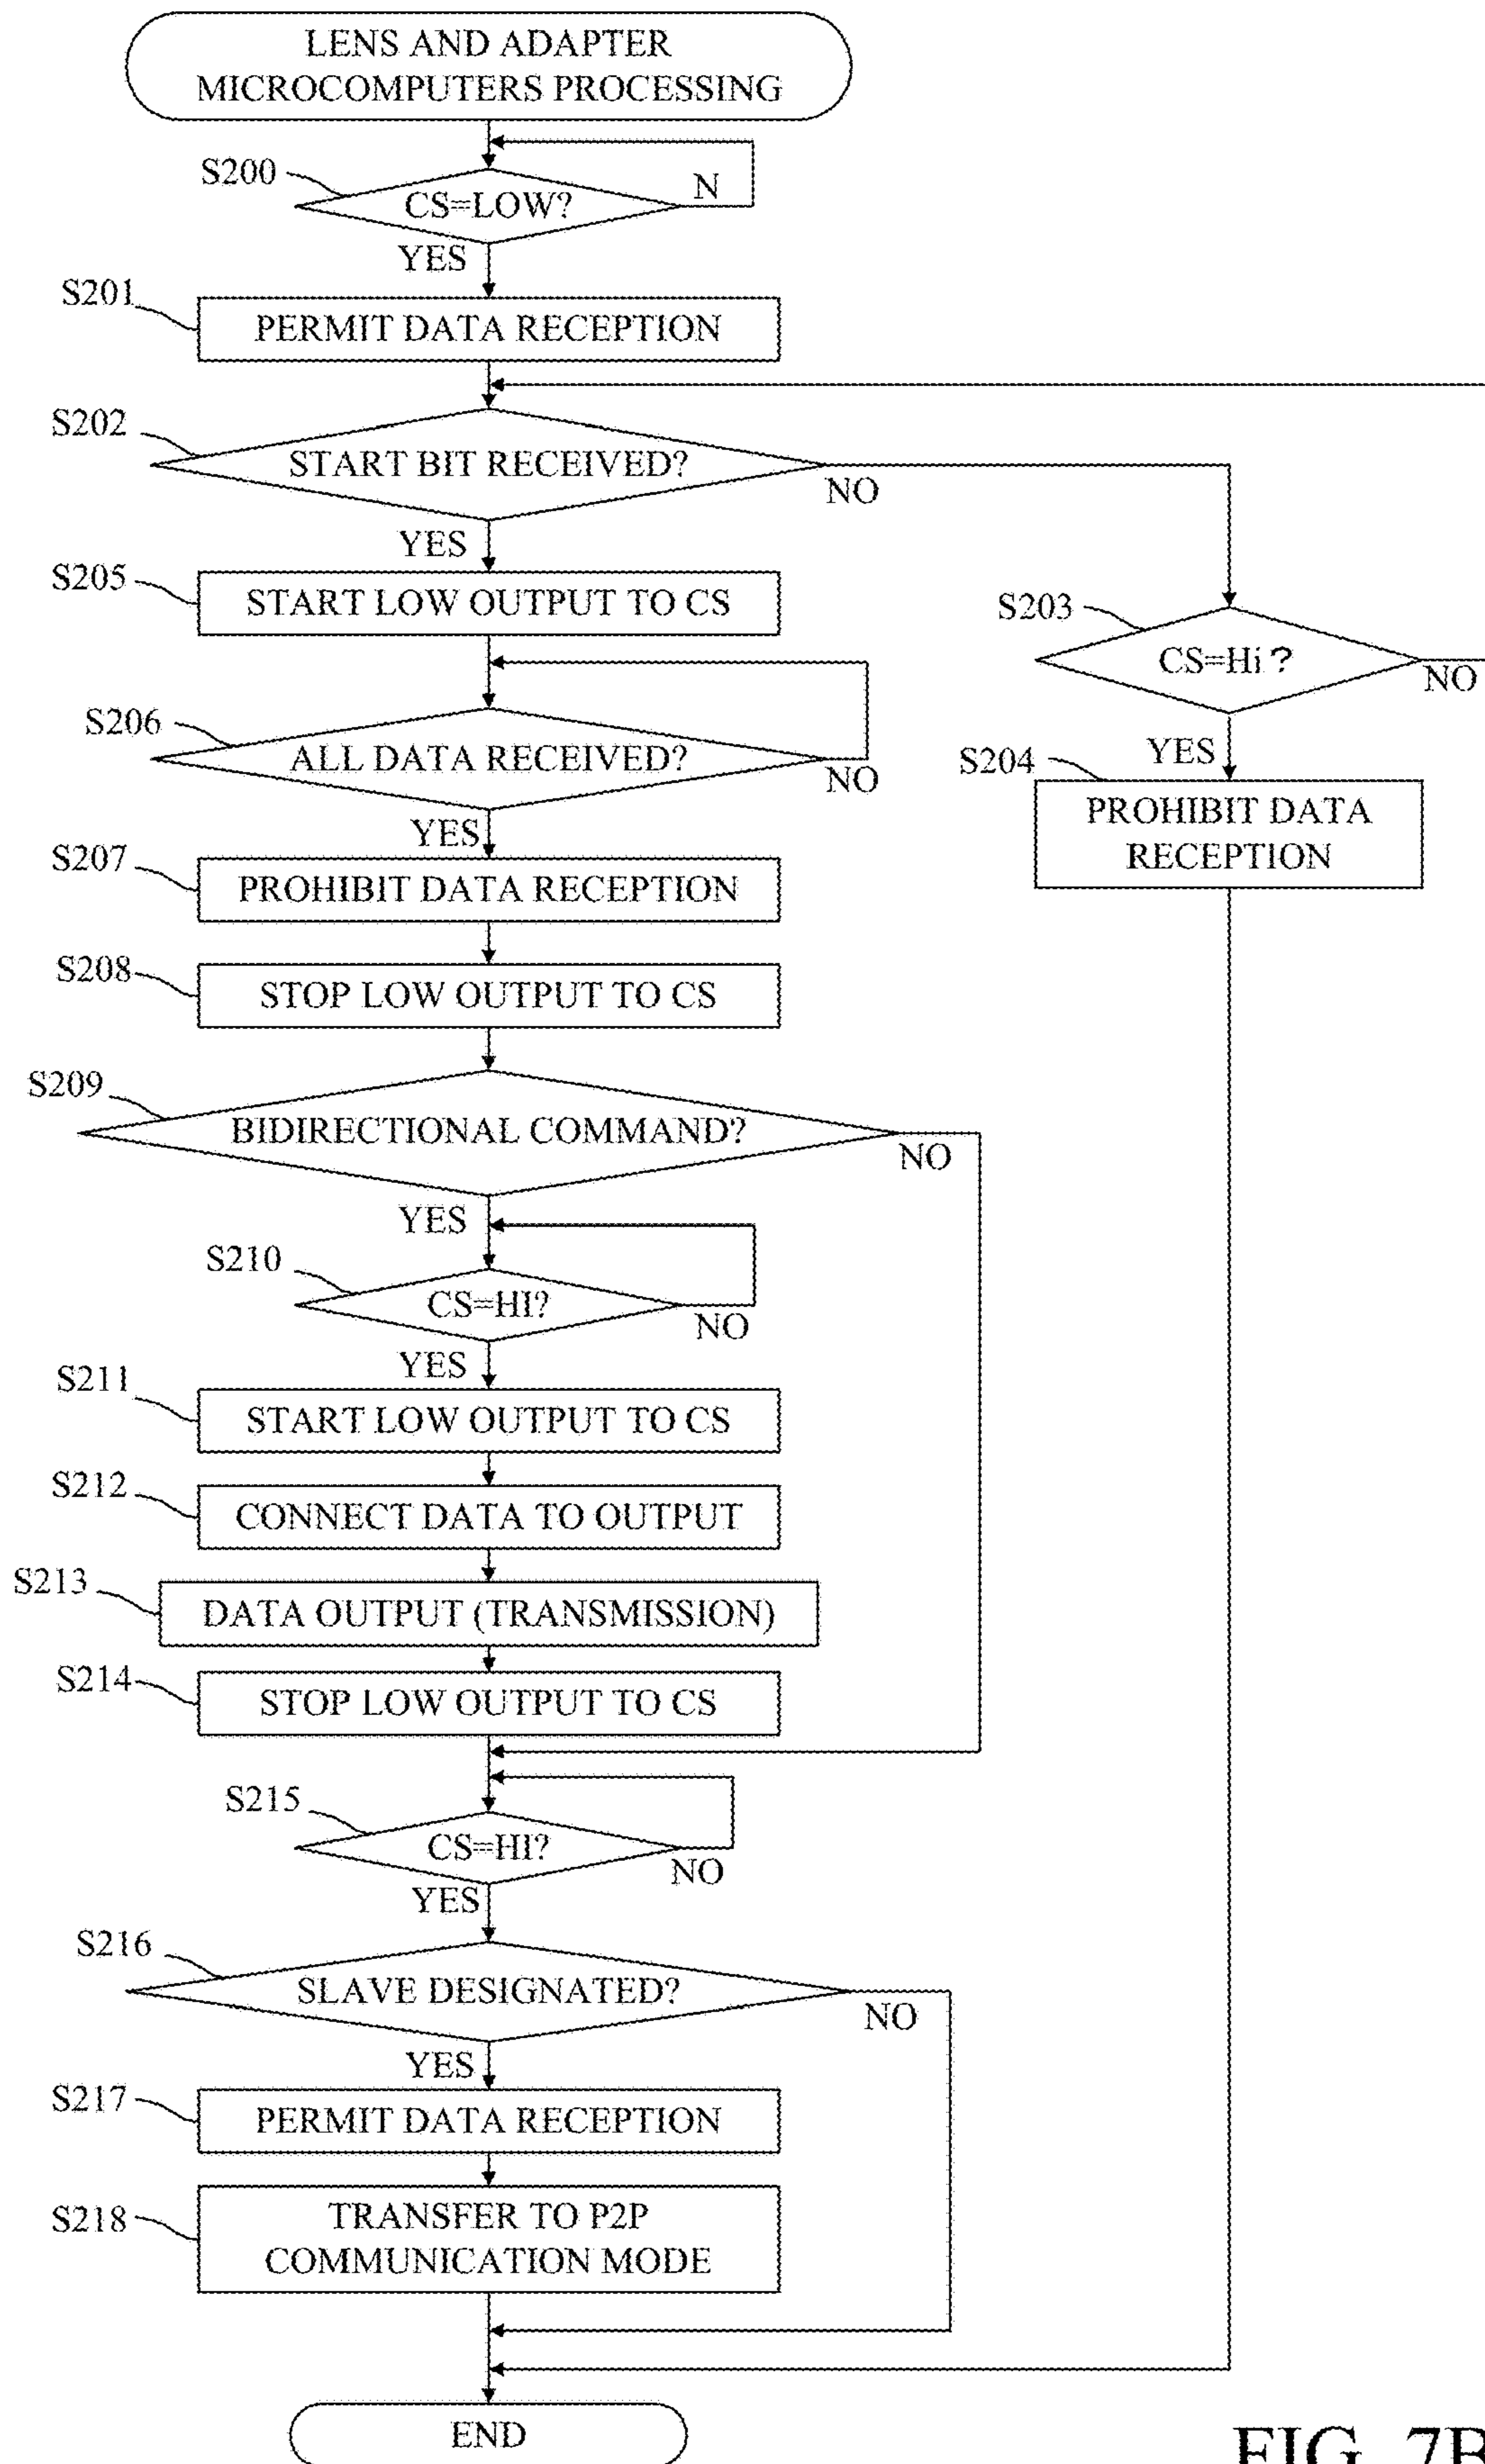 LENS AND ADAPTER
MICROCOMPUTERS PROCESSING
S200
CS=LOW?
N
YES
S201
PERMIT DATA RECEPTION
S202
START BIT RECEIVED?
NO
YES
S205
START LOW OUTPUT TO CS
S203
CS=Hi?
NO
YES
S206
ALL DATA RECEIVED?
NO
YES
S204
PROHIBIT DATA
RECEPTION
S207
PROHIBIT DATA RECEPTION
S208
STOP LOW OUTPUT TO CS
S209
BIDIRECTIONAL COMMAND?
NO
YES
S210
CS=HI?
NO
YES
S211
START LOW OUTPUT TO CS
S212
CONNECT DATA TO OUTPUT
S213
DATA OUTPUT (TRANSMISSION)
S214
STOP LOW OUTPUT TO CS
S215
CS=HI?
NO
YES
S216
SLAVE DESIGNATED?
NO
YES
S217
PERMIT DATA RECEPTION
S218
TRANSFER TO P2P
COMMUNICATION MODE
END
FIG. 7B